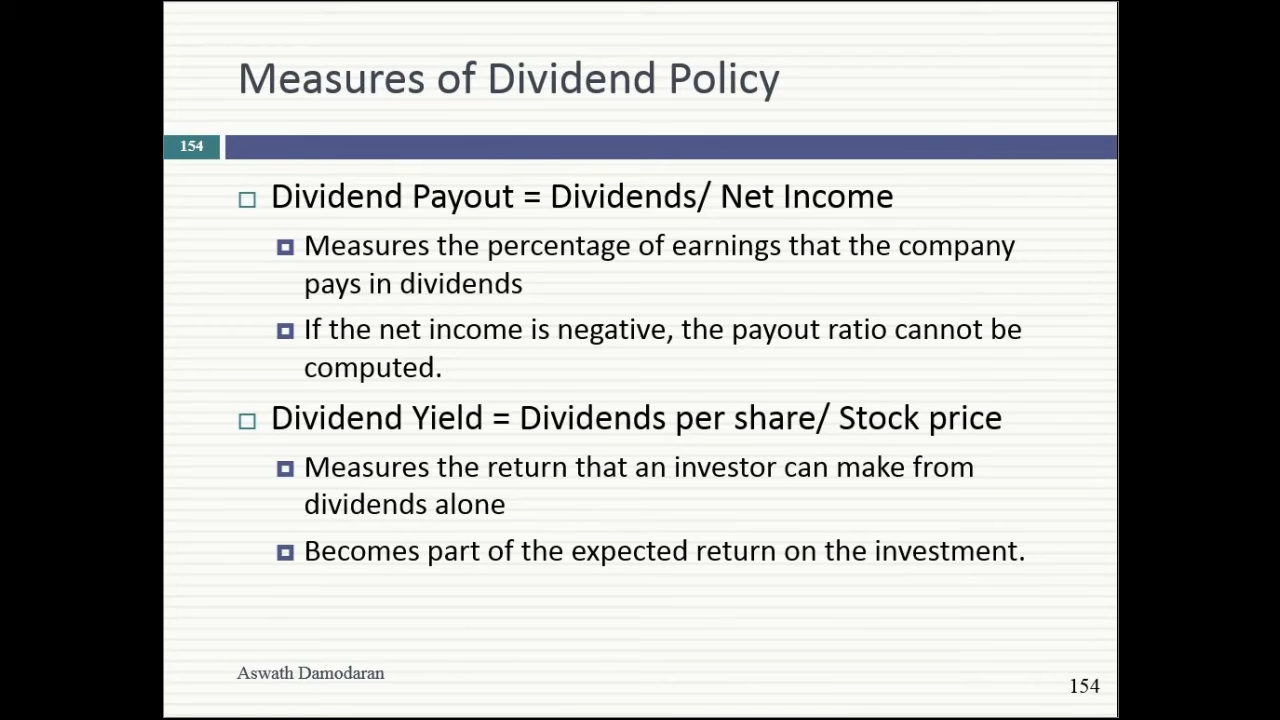 Measures of Dividend Policy
154
Dividend Payout = Dividends/ Net Income
Measures the percentage of earnings that the company
pays in dividends
If the net income is negative, the payout ratio cannot be
computed.
Dividend Yield = Dividends per share/ Stock price
Measures the return that an investor can make from
dividends alone
Becomes part of the expected return on the investment.
Aswath Damodaran
154